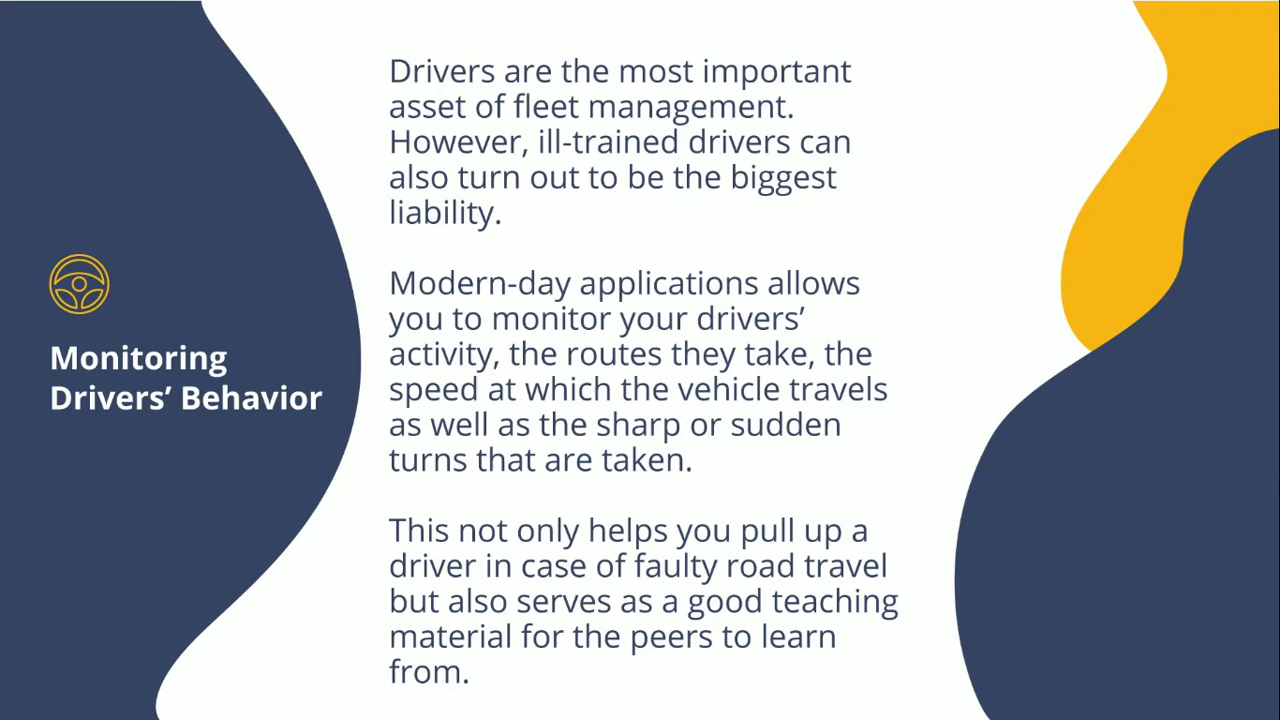 Monitoring
Drivers’ Behavior
Drivers are the most important
asset of fleet management.
However, ill-trained drivers can
also turn out to be the biggest
liability.
Modern-day applications allows
you to monitor your drivers’
activity, the routes they take, the
speed at which the vehicle travels
as well as the sharp or sudden
turns that are taken.
This not only helps you pull up a
driver in case of faulty road travel
but also serves as a good teaching
material for the peers to learn
from.